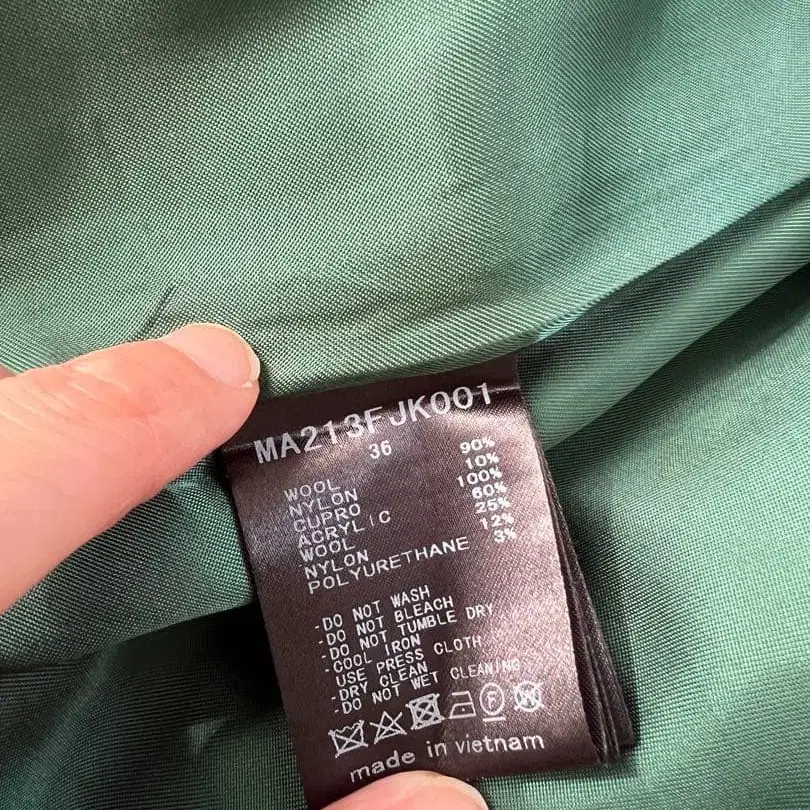 MA213FJK001
36
WOOL 90%
NYLON 10%
CUPRO 100%
ACRYLIC 60%
WOOL 25%
NYLON 12%
POLYURETHANE 3%
-DO NOT WASH
-DO NOT BLEACH
-DO NOT TUMBLE DRY
-COOL IRON
USE PRESS CLOTH
-DRY CLEAN
-DO NOT WET CLEANING
F
W
made in vietnam